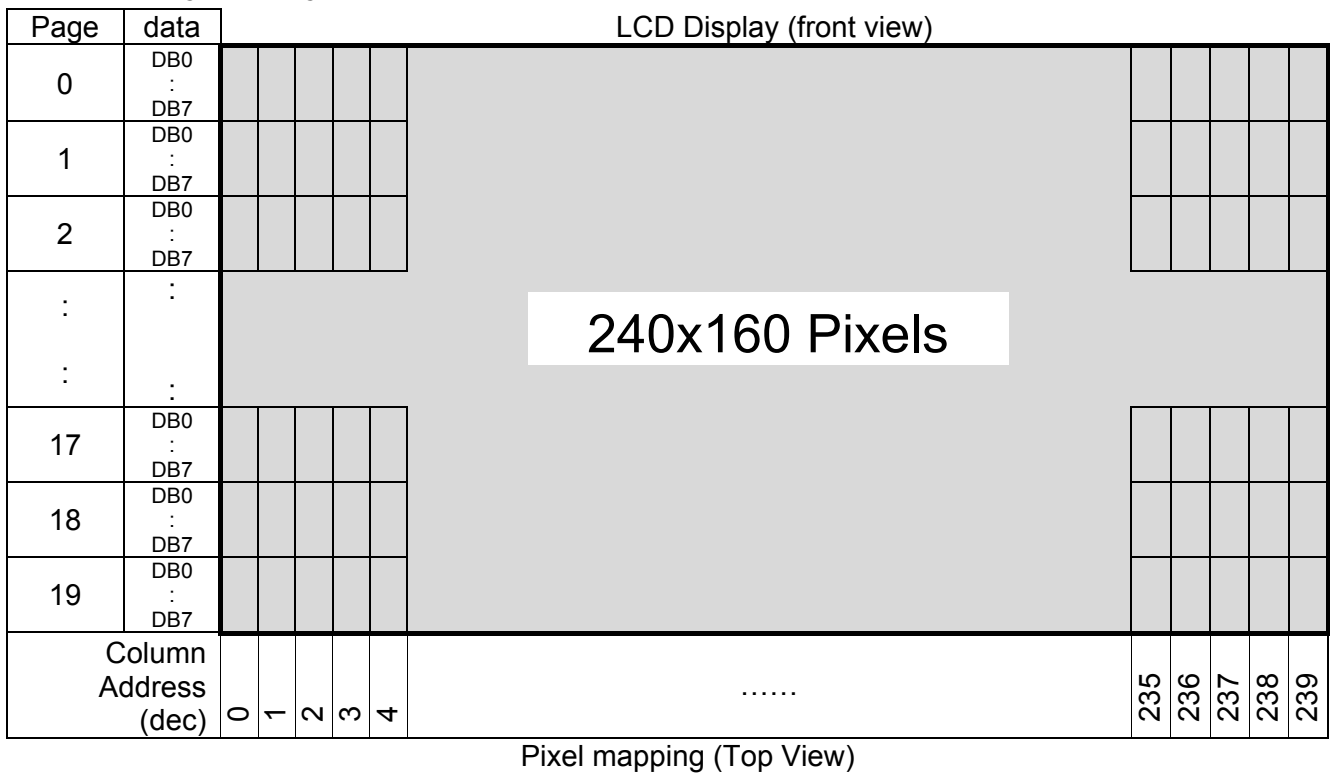 Page data LCD Display (front view)
0 DB0
:
DB7
1 DB0
:
DB7
2 DB0
:
DB7
: :
240x160 Pixels
: :
17 DB0
:
DB7
18 DB0
:
DB7
19 DB0
:
DB7
Column
Address
(dec) 0 1 2 3 4 …… 235 236 237 238 239
Pixel mapping (Top View)